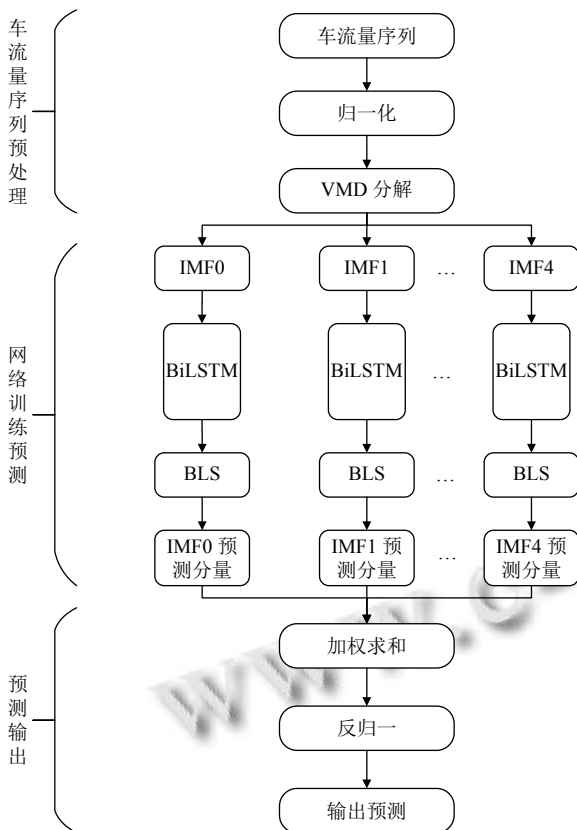 车流量序列预处理
车流量序列
归一化
VMD 分解
网络训练预测
IMF0
IMF1
…
IMF4
BiLSTM
BiLSTM
…
BiLSTM
BLS
BLS
…
BLS
IMF0 预
测分量
IMF1 预
测分量
…
IMF4 预
测分量
预测输出
加权求和
反归一
输出预测
www.c